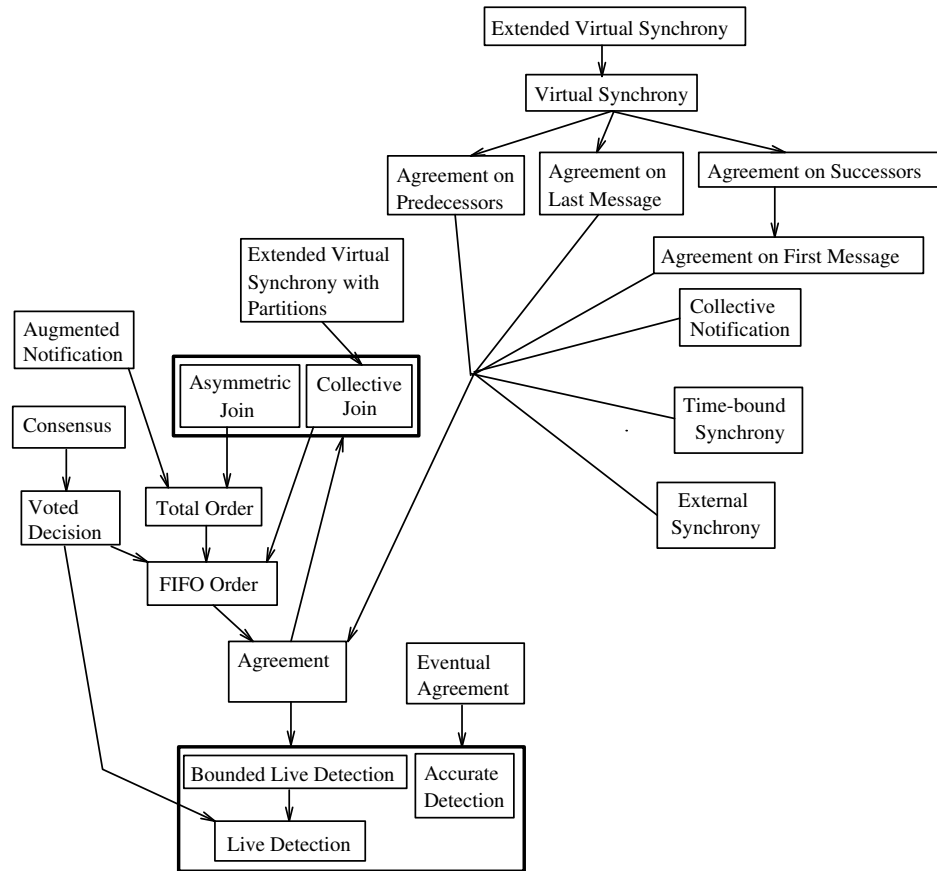 Extended Virtual Synchrony
Virtual Synchrony
Agreement on
Predecessors
Agreement on
Last Message
Agreement on Successors
Agreement on First Message
Extended Virtual
Synchrony with
Partitions
Collective
Notification
Augmented
Notification
Asymmetric
Join
Collective
Join
Time-bound
Synchrony
Consensus
Voted
Decision
Total Order
External
Synchrony
FIFO Order
Agreement
Eventual
Agreement
Bounded Live Detection
Accurate
Detection
Live Detection